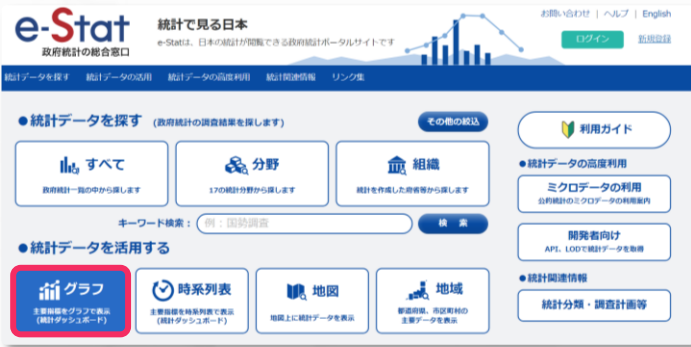 e-Stat
政府統計の総合窓口
統計で見る日本
e-Statは、日本の統計が閲覧できる政府統計ポータルサイトです
お問い合わせ | ヘルプ | English
ログイン
新規登録
統計データを探す 統計データの活用 統計データの高度利用 統計関連情報 リンク集
●統計データを探す (政府統計の調査結果を探します)
その他の絞込
すべて
政府統計一覧の中から探します
分野
17の統計分野から探します
組織
統計を作成した府省等から探します
キーワード検索:
例:国勢調査
検 索
●統計データを活用する
グラフ
主要指標をグラフで表示
(統計ダッシュボード)
時系列表
主要指標を時系列表で表示
(統計ダッシュボード)
地図
地図上に統計データを表示
地域
都道府県、市区町村の
主要データを表示
利用ガイド
●統計データの高度利用
ミクロデータの利用
公的統計のミクロデータの利用案内
開発者向け
API、LODで統計データを取得
●統計関連情報
統計分類・調査計画等